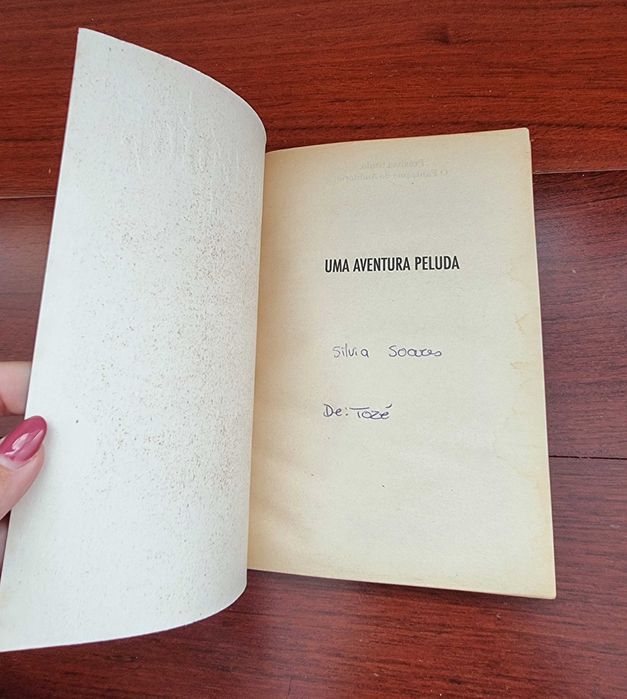 UMA AVENTURA PELUDA
Silvia Soares
De: Tozé